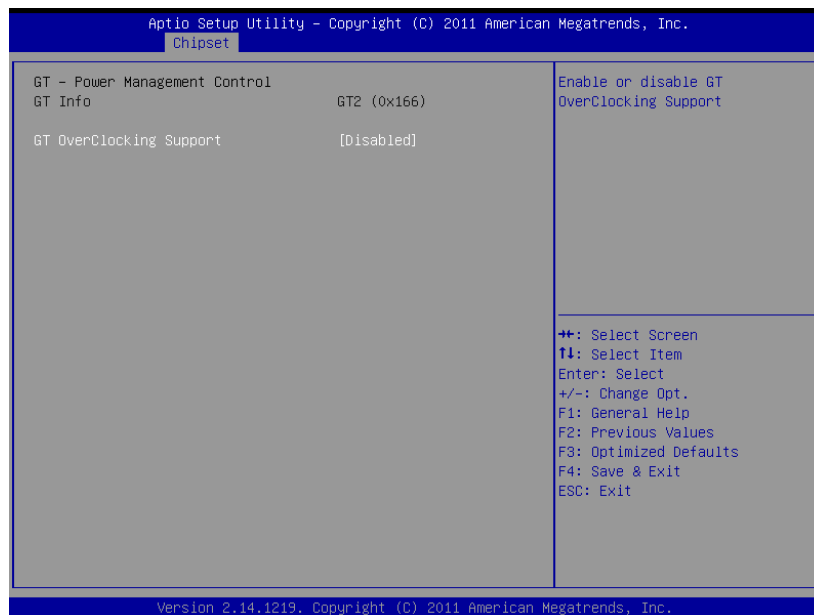 Aptio Setup Utility – Copyright (C) 2011 American Megatrends, Inc.
Chipset
GT – Power Management Control
GT Info GT2 (0x166)
GT OverClocking Support [Disabled]
Enable or disable GT
OverClocking Support
→←: Select Screen
↑↓: Select Item
Enter: Select
+/-: Change Opt.
F1: General Help
F2: Previous Values
F3: Optimized Defaults
F4: Save & Exit
ESC: Exit
Version 2.14.1219. Copyright (C) 2011 American Megatrends, Inc.